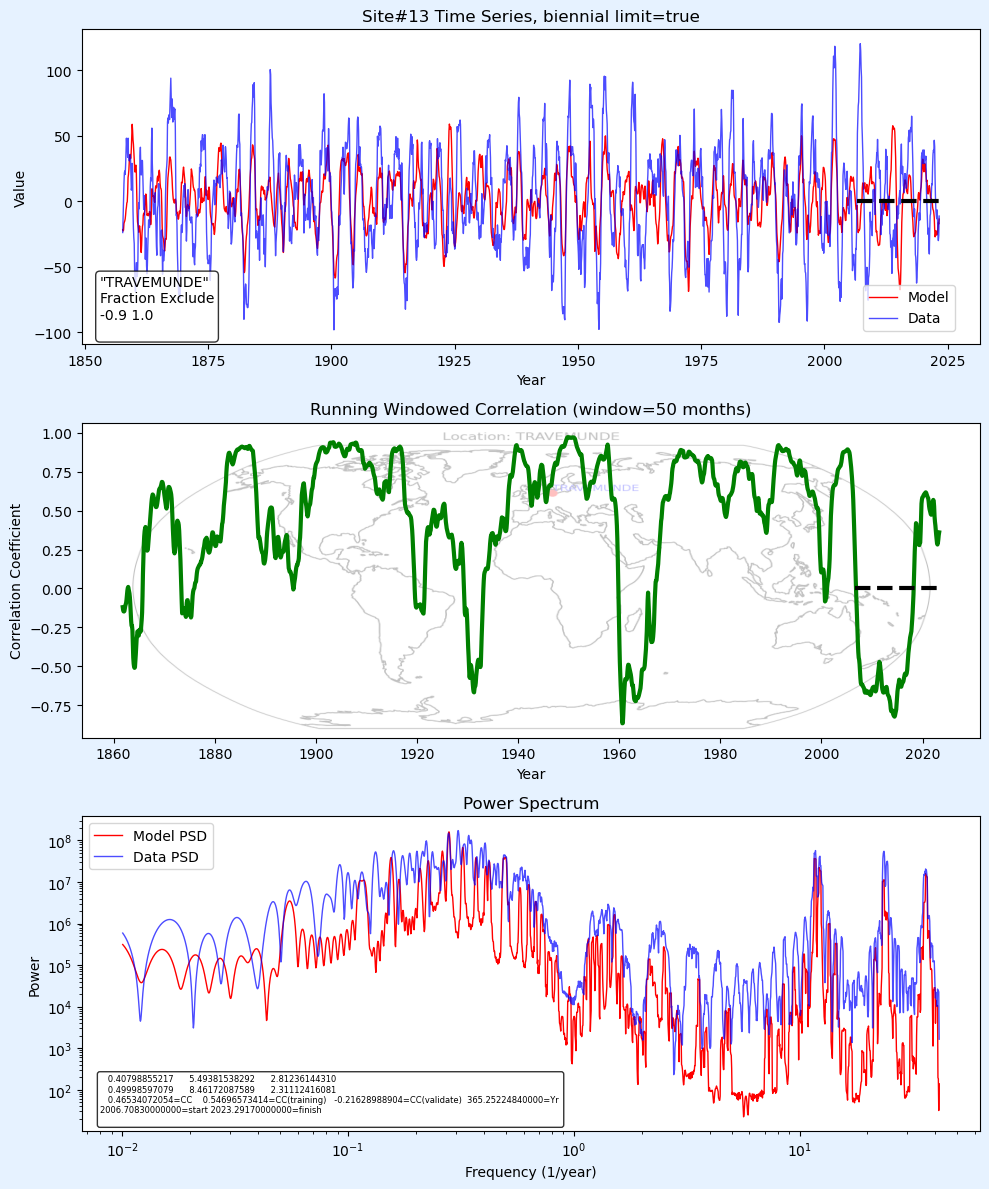 Site#13 Time Series, biennial limit=true
Value
100
50
0
−50
−100
"TRAVEMUNDE"
Fraction Exclude
-0.9 1.0
Model
Data
1850 1875 1900 1925 1950 1975 2000 2025
Year
Running Windowed Correlation (window=50 months)
Location: TRAVEMUNDE
TRAVEMUNDE
Correlation Coefficient
1.00
0.75
0.50
0.25
0.00
−0.25
−0.50
−0.75
1860 1880 1900 1920 1940 1960 1980 2000 2020
Year
Power Spectrum
Model PSD
Data PSD
Power
10^8
10^7
10^6
10^5
10^4
10^3
10^2
0.40798855217 5.49381538292 2.81236144310
0.49998597079 8.46172087589 2.31112416081
0.46534072054=CC 0.54696573414=CC(training) -0.21628988904=CC(validate) 365.25224840000=Yr
2006.70830000000=start 2023.29170000000=finish
10^−2 10^−1 10^0 10^1
Frequency (1/year)